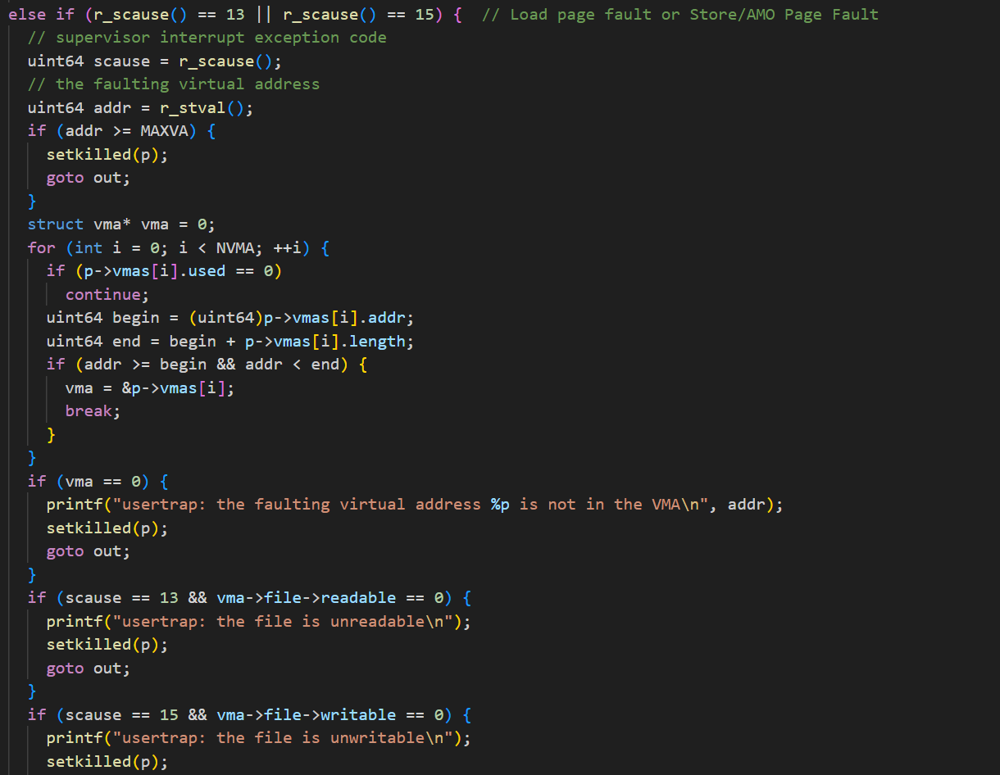 else if (r_scause() == 13 || r_scause() == 15) {  // Load page fault or Store/AMO Page Fault
  // supervisor interrupt exception code
  uint64 scause = r_scause();
  // the faulting virtual address
  uint64 addr = r_stval();
  if (addr >= MAXVA) {
    setkilled(p);
    goto out;
  }
  struct vma* vma = 0;
  for (int i = 0; i < NVMA; ++i) {
    if (p->vmas[i].used == 0)
      continue;
    uint64 begin = (uint64)p->vmas[i].addr;
    uint64 end = begin + p->vmas[i].length;
    if (addr >= begin && addr < end) {
      vma = &p->vmas[i];
      break;
    }
  }
  if (vma == 0) {
    printf("usertrap: the faulting virtual address %p is not in the VMA\n", addr);
    setkilled(p);
    goto out;
  }
  if (scause == 13 && vma->file->readable == 0) {
    printf("usertrap: the file is unreadable\n");
    setkilled(p);
    goto out;
  }
  if (scause == 15 && vma->file->writable == 0) {
    printf("usertrap: the file is unwritable\n");
    setkilled(p);